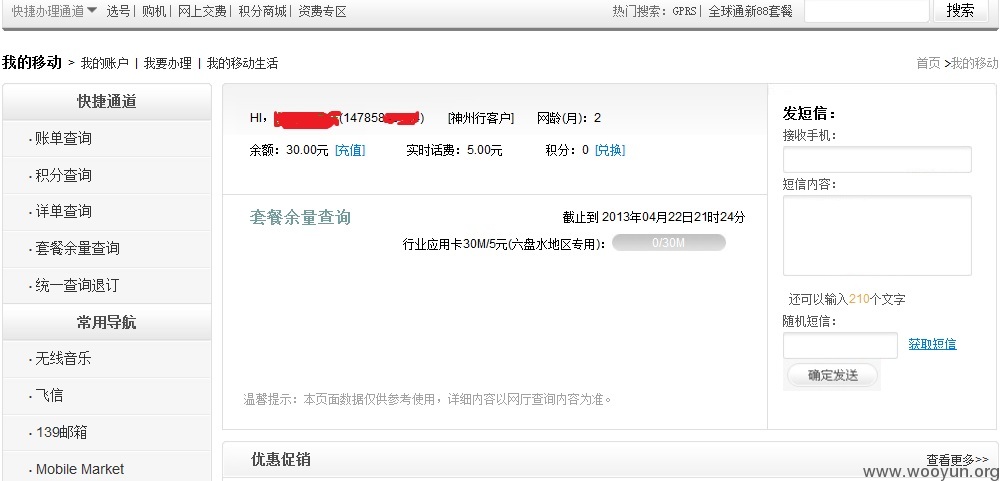 快捷办理通道 选号| 购机| 网上交费| 积分商城| 资费专区 热门搜索：GPRS| 全球通新88套餐 搜索
我的移动 > 我的账户 | 我要办理 | 我的移动生活 首页 >我的移动
快捷通道
· 账单查询
· 积分查询
· 详单查询
· 套餐余量查询
· 统一查询退订
常用导航
· 无线音乐
· 飞信
· 139邮箱
· Mobile Market
HI， (147858 ) [神州行客户] 网龄(月)：2
余额：30.00元 [充值] 实时话费：5.00元 积分：0 [兑换]
套餐余量查询 截止到 2013年04月22日21时24分
行业应用卡30M/5元(六盘水地区专用)： 0/30M
温馨提示：本页面数据仅供参考使用，详细内容以网厅查询内容为准。
发短信：
接收手机：
短信内容：
还可以输入210个文字
随机短信：
获取短信
确定发送
优惠促销 查看更多>>
www.wooyun.org